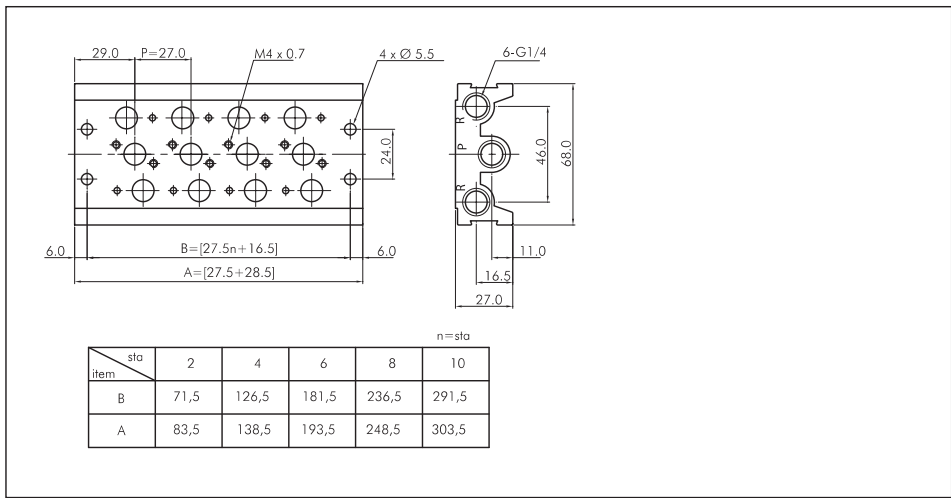 29.0
P=27.0
M4 x 0.7
4 x Ø 5.5
6-G1/4
R
P
R
24.0
46.0
68.0
6.0
B=[27.5n+16.5]
6.0
A=[27.5+28.5]
11.0
16.5
27.0
n=sta
sta
item
2 4 6 8 10
B 71,5 126,5 181,5 236,5 291,5
A 83,5 138,5 193,5 248,5 303,5